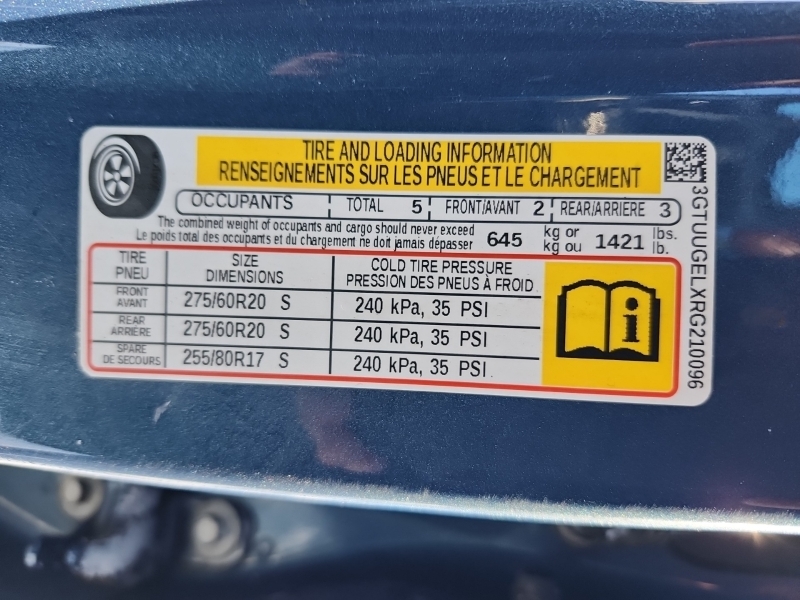 TIRE AND LOADING INFORMATION
RENSEIGNEMENTS SUR LES PNEUS ET LE CHARGEMENT
OCCUPANTS TOTAL 5 FRONT/AVANT 2 REAR/ARRIÈRE 3
The combined weight of occupants and cargo should never exceed
Le poids total des occupants et du chargement ne doit jamais dépasser
645 kg or 1421 lbs.
kg ou lb.
TIRE SIZE COLD TIRE PRESSURE
PNEU DIMENSIONS PRESSION DES PNEUS À FROID
FRONT
AVANT 275/60R20 S 240 kPa, 35 PSI
REAR
ARRIÈRE 275/60R20 S 240 kPa, 35 PSI
SPARE
DE SECOURS 255/80R17 S 240 kPa, 35 PSI
3GTUUGELXRG210096